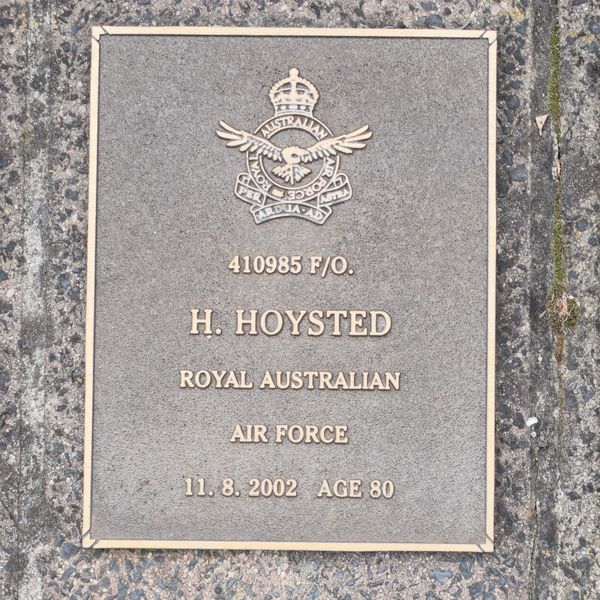 AUSTRALIAN
ROYAL
AIR FORCE
PER
ARDUA·AD
ASTRA
410985 F/O.
H. HOYSTED
ROYAL AUSTRALIAN
AIR FORCE
11. 8. 2002 AGE 80